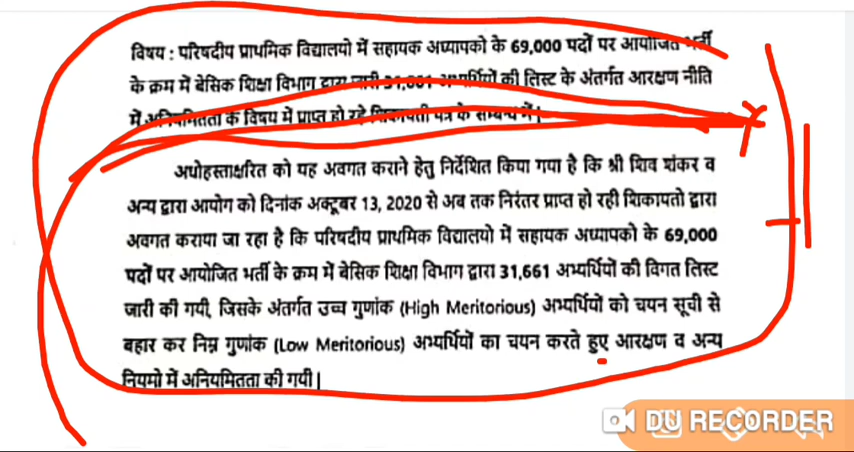 विषय : परिषदीय प्राथमिक विद्यालयो में सहायक अध्यापको के 69,000 पदों पर आयोजित भर्ती
के क्रम में बेसिक शिक्षा विभाग द्वारा जारी 31,661 अभ्यर्थियों की लिस्ट के अंतर्गत आरक्षण नीति
में अनियमितता के विषय में प्राप्त हो रहे शिकायती पत्र के सम्बन्ध में |
अधोहस्ताक्षरित को यह अवगत कराने हेतु निर्देशित किया गया है कि श्री शिव शंकर व
अन्य द्वारा आयोग को दिनांक अक्टूबर 13, 2020 से अब तक निरंतर प्राप्त हो रही शिकायतो द्वारा
अवगत कराया जा रहा है कि परिषदीय प्राथमिक विद्यालयो में सहायक अध्यापको के 69,000
पदों पर आयोजित भर्ती के क्रम में बेसिक शिक्षा विभाग द्वारा 31,661 अभ्यर्थियों की विगत लिस्ट
जारी की गयी, जिसके अंतर्गत उच्च गुणांक (High Meritorious) अभ्यर्थियों को चयन सूची से
बहार कर निम्न गुणांक (Low Meritorious) अभ्यर्थियों का चयन करते हुए आरक्षण व अन्य
नियमो में अनियमितता की गयी |
DU RECORDER